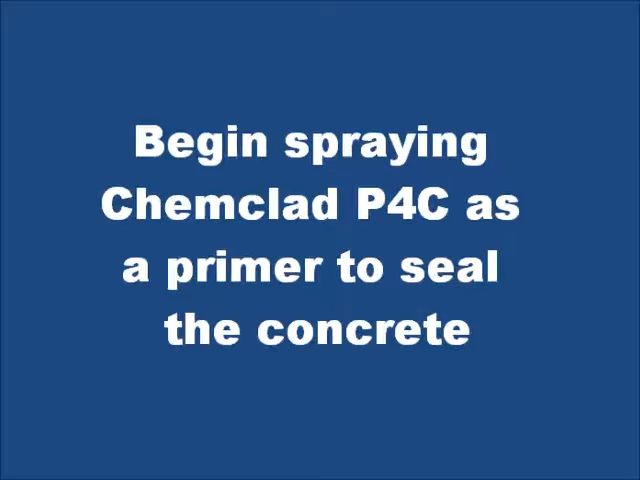 Begin spraying
Chemclad P4C as
a primer to seal
the concrete